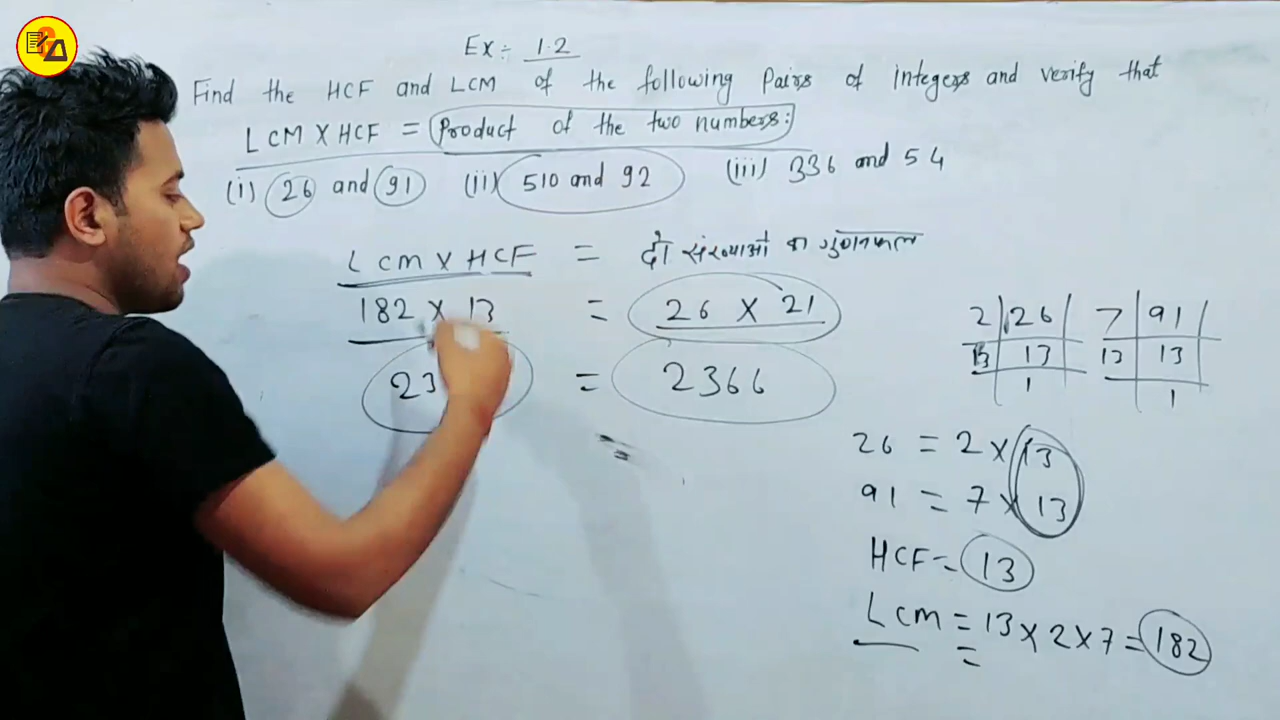 Ex÷ 1.2
Find the HCF and LCM of the following Pairs of integers and verify that
LCM X HCF = Product of the two numbers:
(i) 26 and 91 (ii) 510 and 92 (iii) 336 and 54
LCM X HCF = दो संख्याओं का गुणनफल
182 X 13 = 26 X 21
23 = 2366
2 26 7 91
13 13 13 13
1 1
26 = 2 X 13
91 = 7 X 13
HCF = 13
LCM = 13 X 2 X 7 = 182